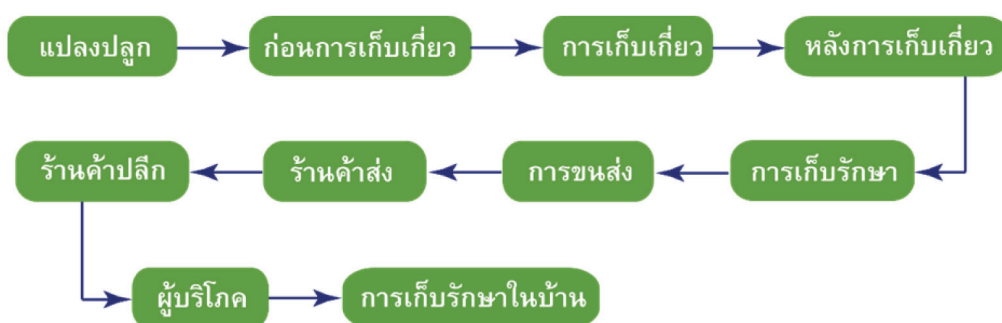 แปลงปลูก
ก่อนการเก็บเกี่ยว
การเก็บเกี่ยว
หลังการเก็บเกี่ยว
การเก็บรักษา
การขนส่ง
ร้านค้าส่ง
ร้านค้าปลีก
ผู้บริโภค
การเก็บรักษาในบ้าน